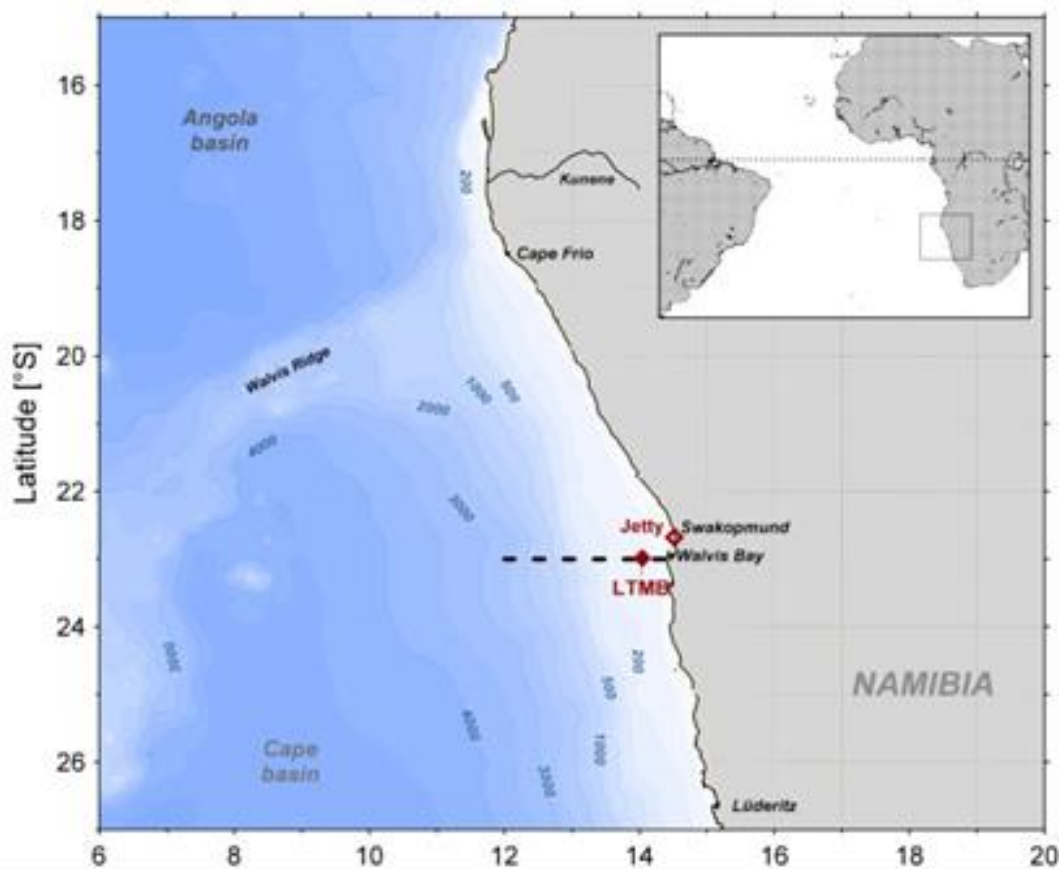 16
Angola
basin
200
Kunene
18
Cape Frio
20
Walvis Ridge
1000
500
2000
4000
22
3000
Jetty
Swakopmund
Walvis Bay
LTMB
24
200
500
NAMIBIA
4000
1000
26
Cape
basin
Lüderitz
Latitude [°S]
6
8
10
12
14
16
18
20